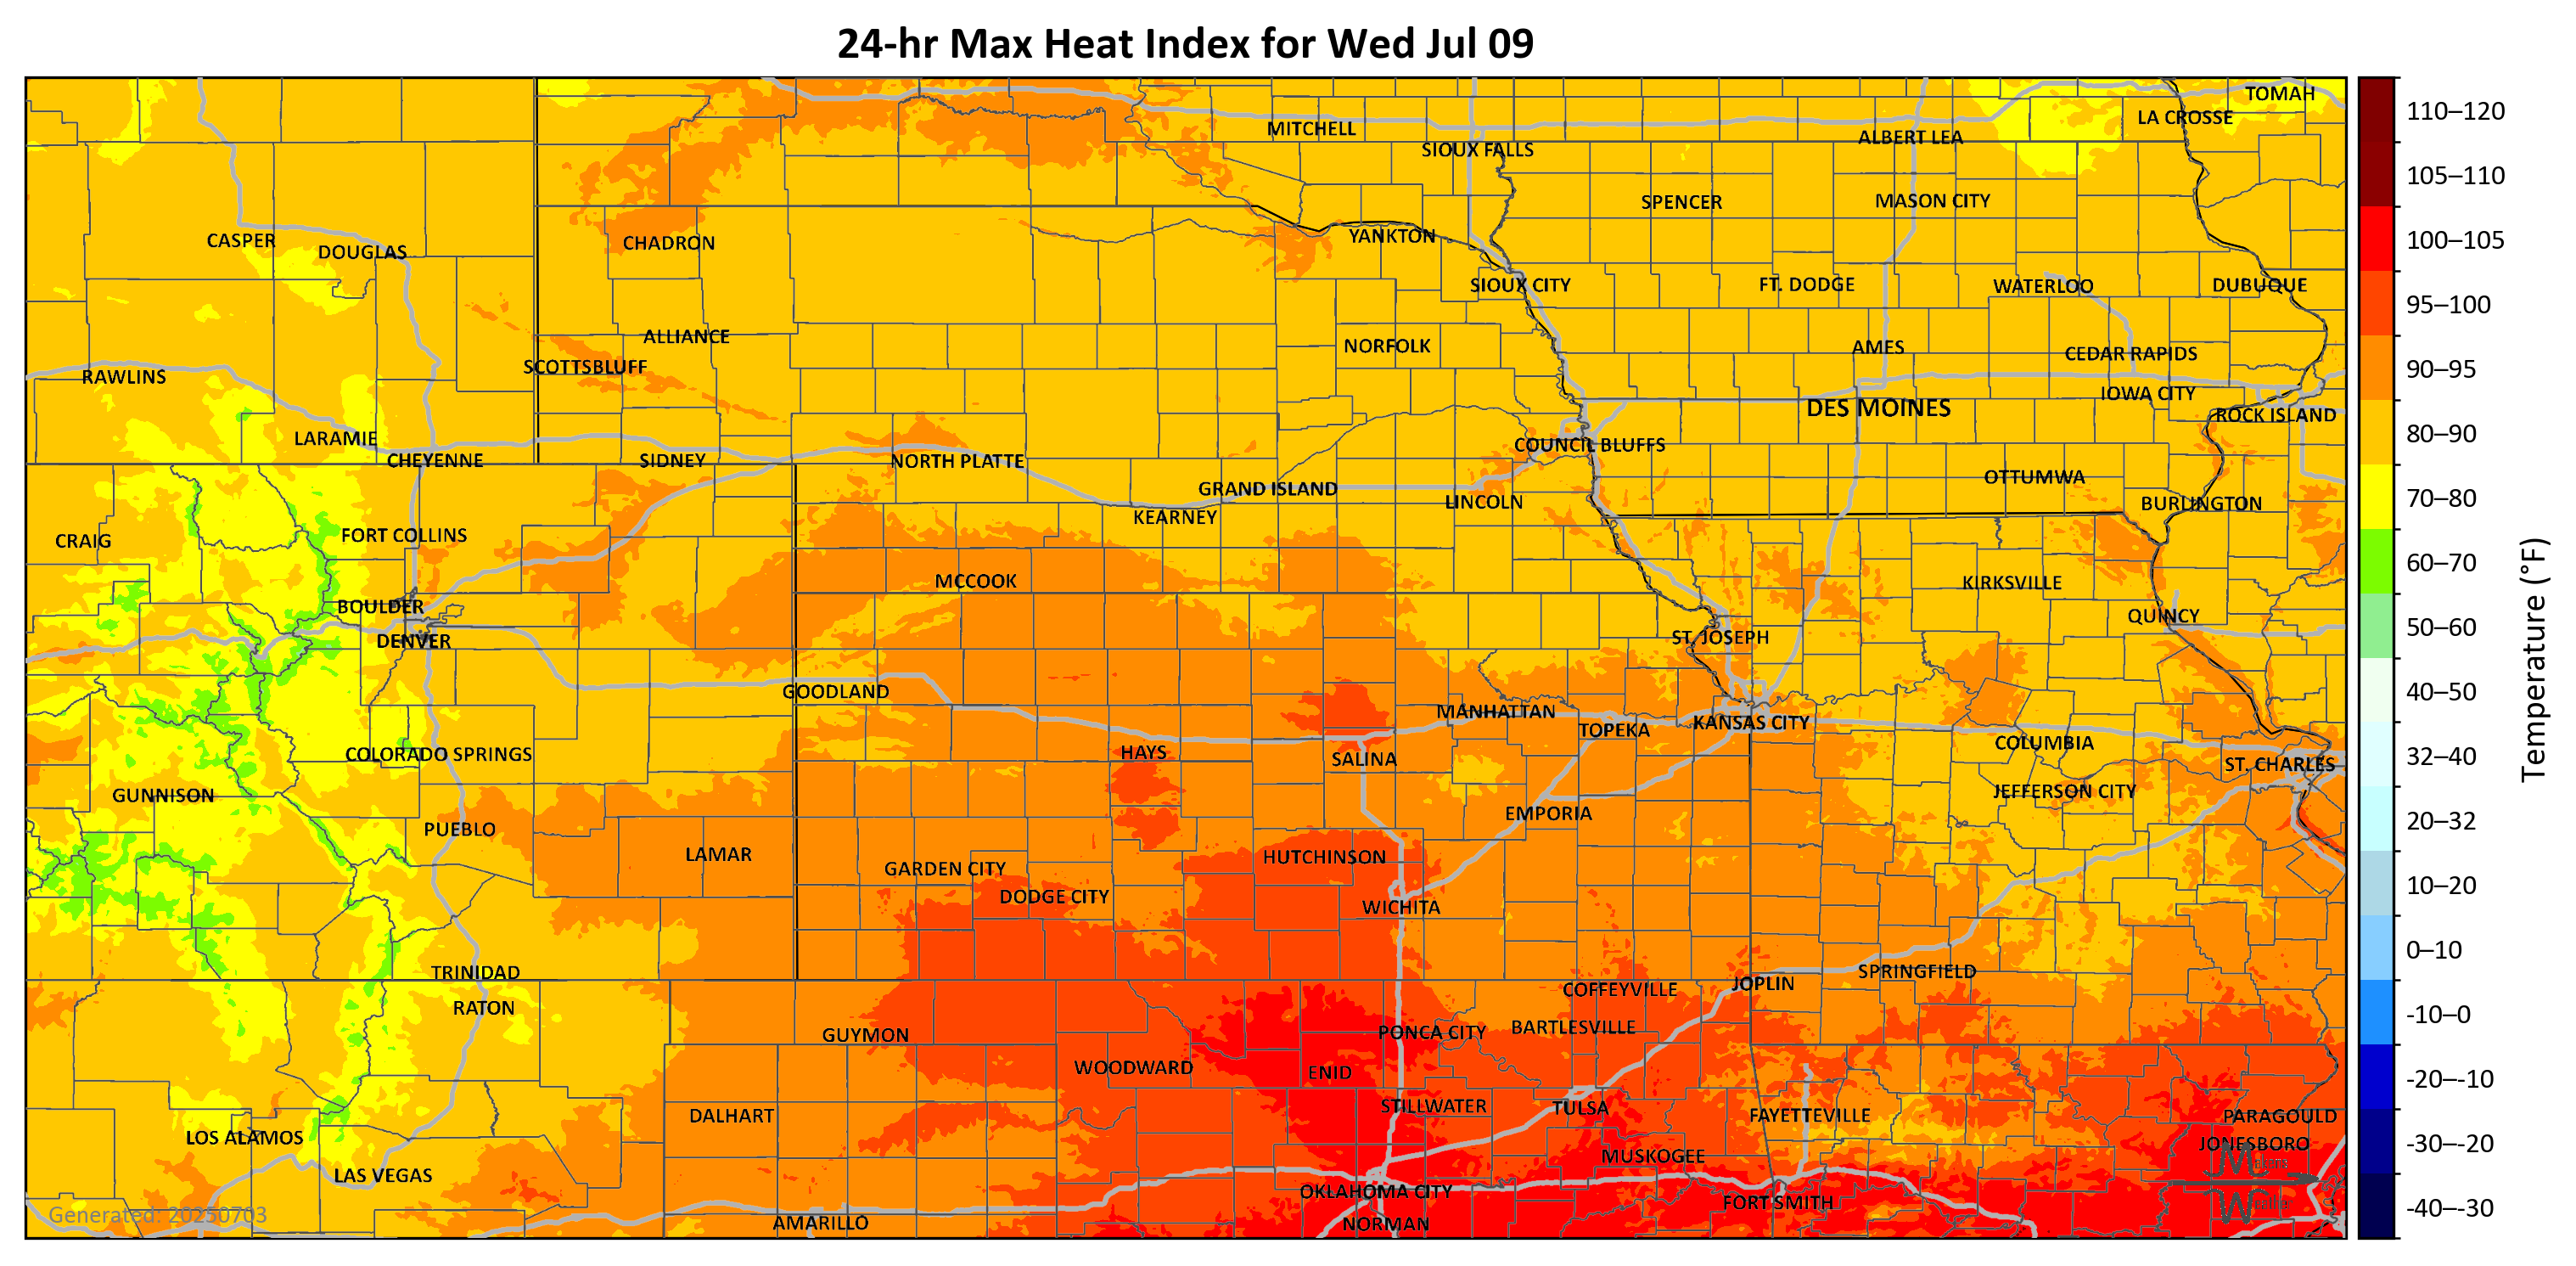 24-hr Max Heat Index for Wed Jul 09
TOMAH
LA CROSSE
MITCHELL
ALBERT LEA
SIOUX FALLS
SPENCER
MASON CITY
CASPER
DOUGLAS
CHADRON
YANKTON
SIOUX CITY
FT. DODGE
WATERLOO
DUBUQUE
ALLIANCE
NORFOLK
AMES
CEDAR RAPIDS
SCOTTSBLUFF
RAWLINS
IOWA CITY
DES MOINES
ROCK ISLAND
LARAMIE
COUNCIL BLUFFS
CHEYENNE
SIDNEY
NORTH PLATTE
OTTUMWA
GRAND ISLAND
LINCOLN
BURLINGTON
KEARNEY
FORT COLLINS
CRAIG
MCCOOK
KIRKSVILLE
BOULDER
QUINCY
DENVER
ST. JOSEPH
GOODLAND
MANHATTAN
KANSAS CITY
TOPEKA
COLUMBIA
HAYS
COLORADO SPRINGS
SALINA
ST. CHARLES
GUNNISON
JEFFERSON CITY
EMPORIA
PUEBLO
LAMAR
HUTCHINSON
GARDEN CITY
DODGE CITY
WICHITA
TRINIDAD
SPRINGFIELD
JOPLIN
COFFEYVILLE
RATON
BARTLESVILLE
PONCA CITY
GUYMON
WOODWARD
ENID
STILLWATER
TULSA
DALHART
FAYETTEVILLE
PARAGOULD
LOS ALAMOS
JONESBORO
MUSKOGEE
LAS VEGAS
OKLAHOMA CITY
FORT SMITH
AMARILLO
NORMAN
Generated: 20250703
110–120
105–110
100–105
95–100
90–95
80–90
70–80
60–70
50–60
40–50
32–40
20–32
10–20
0–10
-10–0
-20–-10
-30–-20
-40–-30
Temperature (°F)